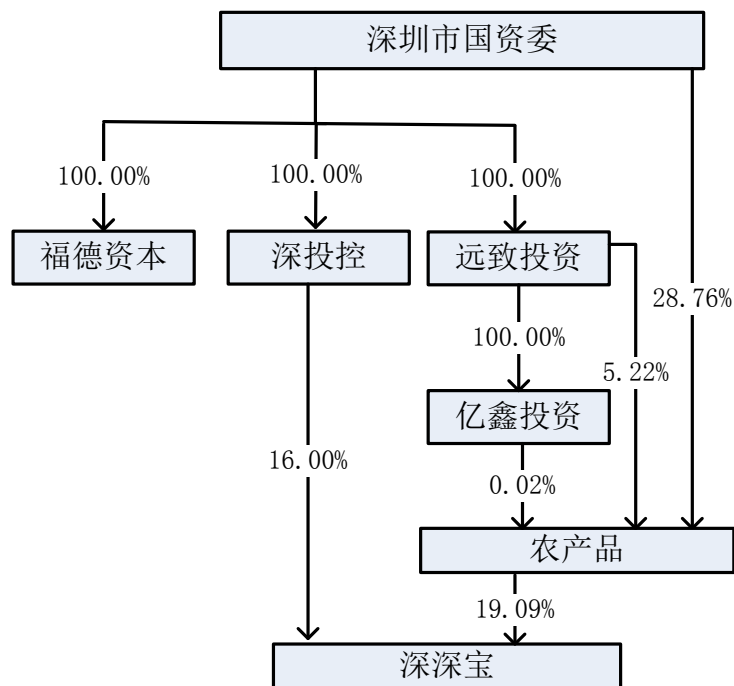 深圳市国资委
100.00%
100.00%
100.00%
福德资本
深投控
远致投资
28.76%
100.00%
5.22%
亿鑫投资
16.00%
0.02%
农产品
19.09%
深深宝